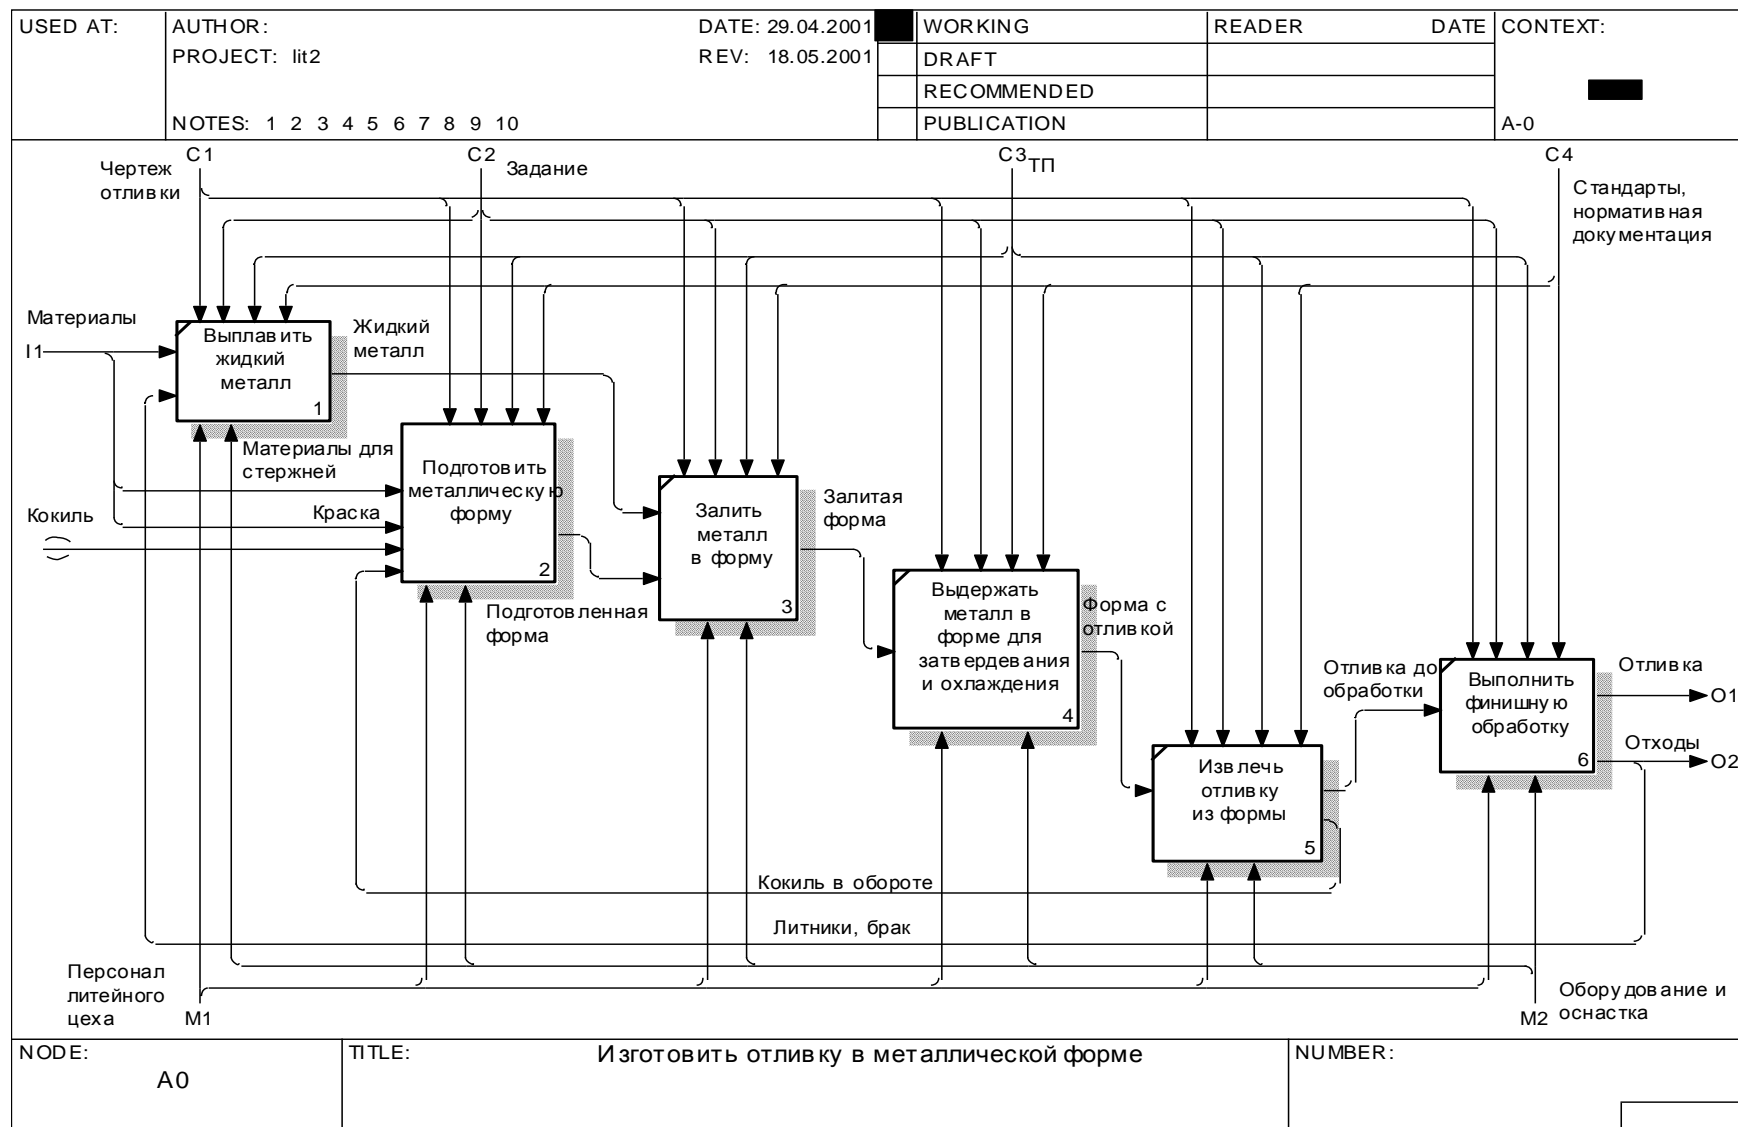 USED AT:
AUTHOR:
DATE: 29.04.2001
WORKING
READER
DATE
CONTEXT:
PROJECT: lit2
REV: 18.05.2001
DRAFT
RECOMMENDED
NOTES: 1 2 3 4 5 6 7 8 9 10
PUBLICATION
A-0
C1
C2
C3
C4
Чертеж
отливки
Задание
ТП
Стандарты,
нормативная
документация
Материалы
I1
Выплавить
жидкий
металл
1
Жидкий
металл
Материалы для
стержней
Кокиль
Краска
Подготовить
металлическую
форму
2
Подготовленная
форма
Залить
металл
в форму
3
Залитая
форма
Выдержать
металл в
форме для
затвердевания
и охлаждения
4
Форма с
отливкой
Извлечь
отливку
из формы
5
Отливка до
обработки
Выполнить
финишную
обработку
6
Отливка
O1
Отходы
O2
Кокиль в обороте
Литники, брак
Персонал
литейного
цеха
M1
M2
Оборудование и
оснастка
NODE:
A0
TITLE:
Изготовить отливку в металлической форме
NUMBER: